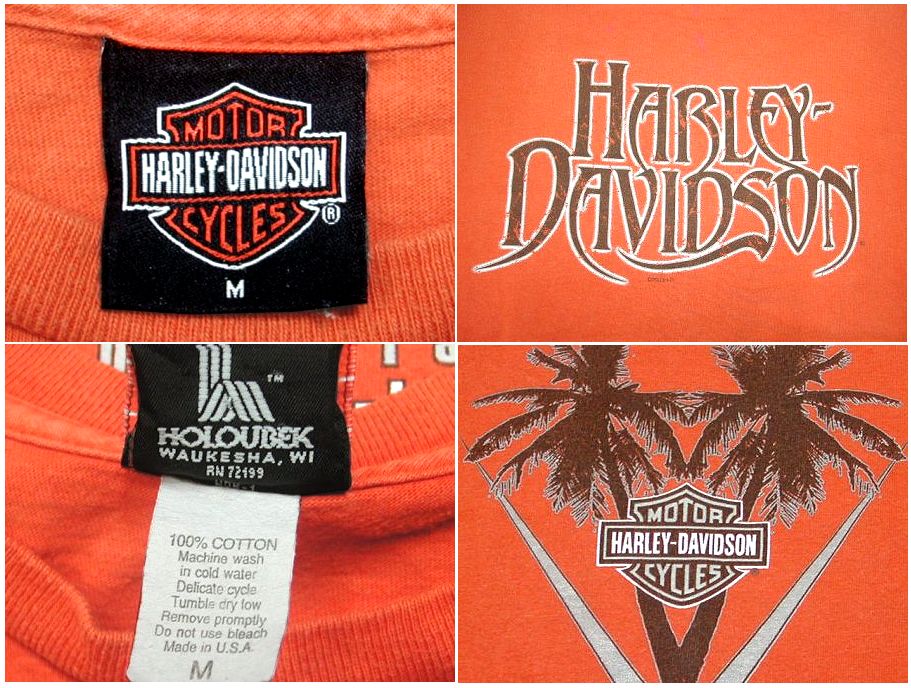 MOTOR
HARLEY-DAVIDSON
CYCLES
®
M
HARLEY-
DAVIDSON
TM
HOLOUBEK
WAUKESHA, WI
RN 72199
100% COTTON
Machine wash
in cold water
Delicate cycle
Tumble dry low
Remove promptly
Do not use bleach
Made in U.S.A.
M
MOTOR
HARLEY-DAVIDSON
CYCLES